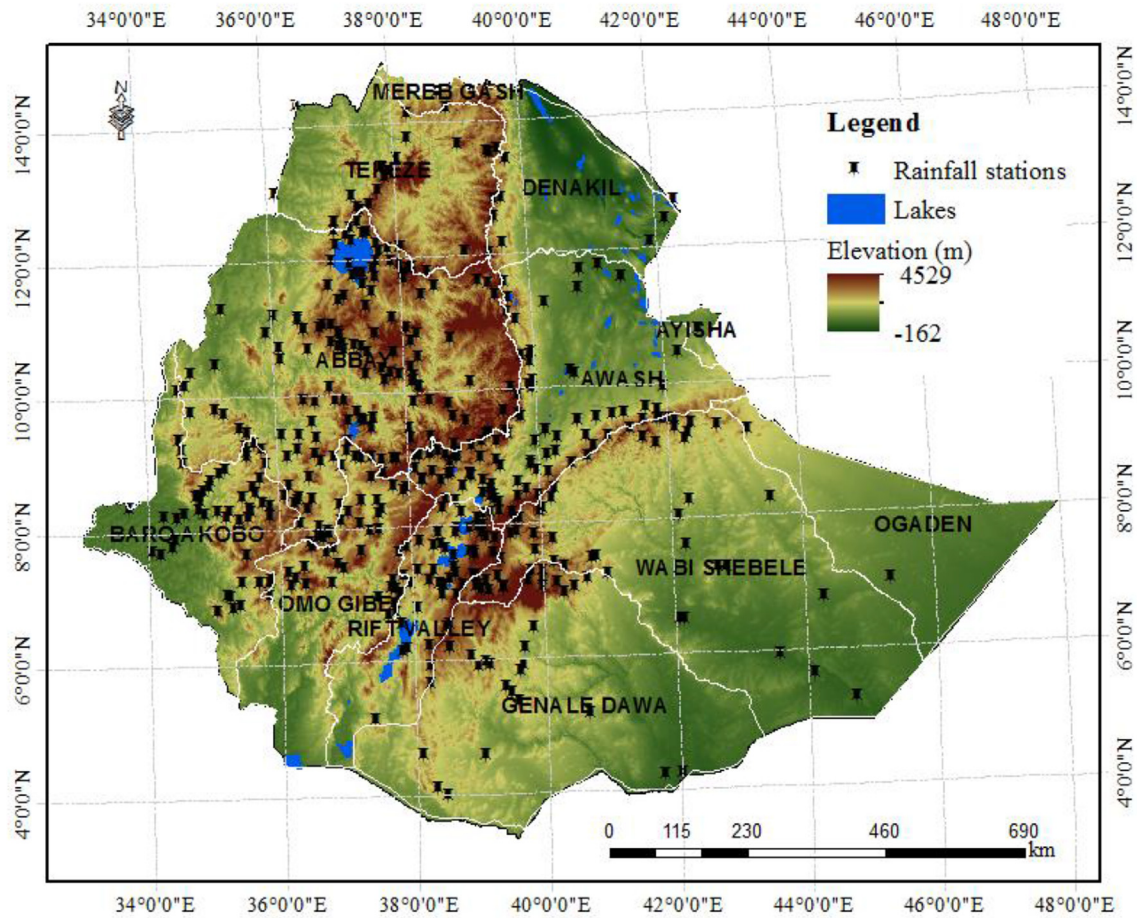 34°0'0"E 36°0'0"E 38°0'0"E 40°0'0"E 42°0'0"E 44°0'0"E 46°0'0"E 48°0'0"E
N
14°0'0"N
12°0'0"N
10°0'0"N
8°0'0"N
6°0'0"N
4°0'0"N
MEREB GASH
TEKEZE
DENAKIL
ABBAY
AYISHA
AWASH
BARO AKOBO
OGADEN
WABI SHEBELE
OMO GIBE
RIFT VALLEY
GENALE DAWA
Legend
Rainfall stations
Lakes
Elevation (m)
4529
-162
14°0'0"N
12°0'0"N
10°0'0"N
8°0'0"N
6°0'0"N
4°0'0"N
0 115 230 460 690
km
34°0'0"E 36°0'0"E 38°0'0"E 40°0'0"E 42°0'0"E 44°0'0"E 46°0'0"E 48°0'0"E